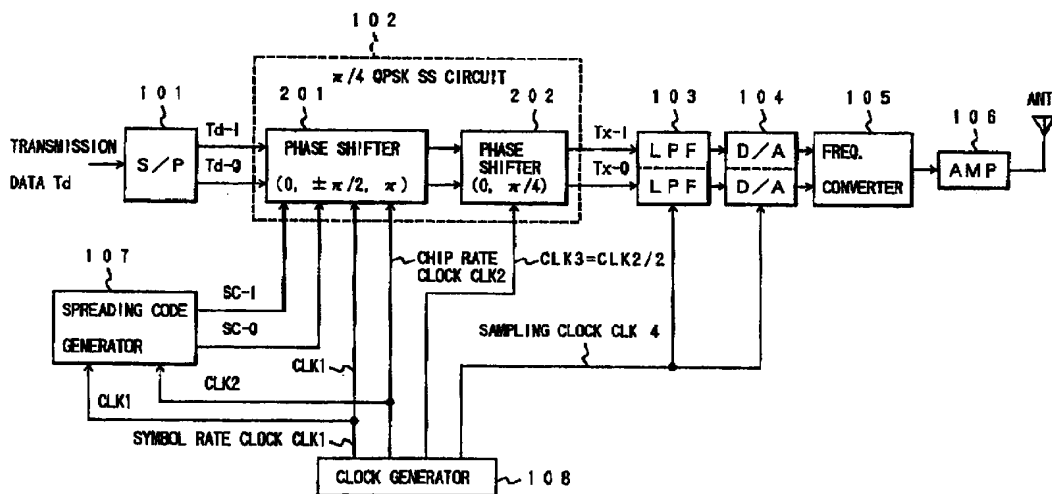 102
π/4 QPSK SS CIRCUIT
101
201
202
103
104
105
106
ANT
TRANSMISSION
DATA Td
S/P
Td-I
Td-Q
PHASE SHIFTER
(0, ±π/2, π)
PHASE
SHIFTER
(0, π/4)
Tx-I
Tx-Q
LPF
LPF
D/A
D/A
FREQ.
CONVERTER
AMP
107
SPREADING CODE
GENERATOR
SC-I
SC-Q
CHIP RATE
CLOCK CLK2
CLK3=CLK2/2
SAMPLING CLOCK CLK 4
CLK1
CLK2
CLK1
SYMBOL RATE CLOCK CLK1
CLOCK GENERATOR
108